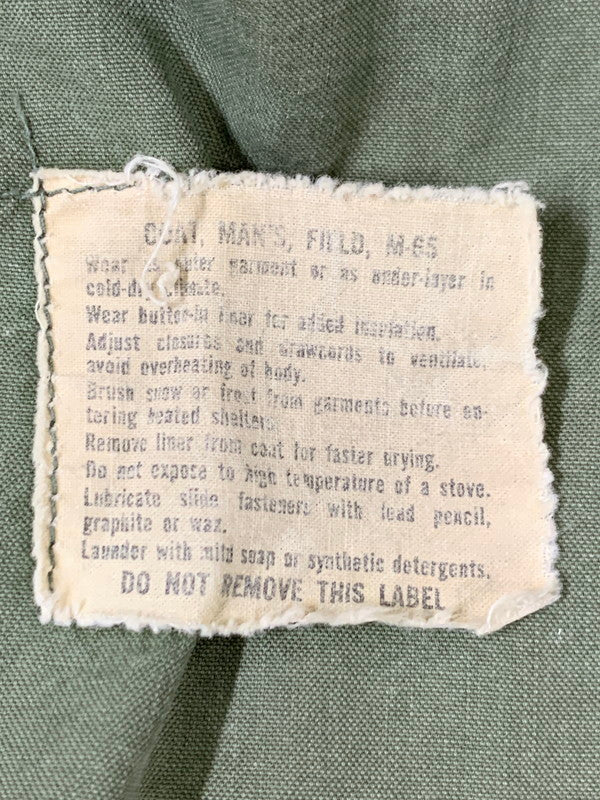 COAT, MAN'S, FIELD, M-65
Wear as outer garment or as under-layer in
cold-dry climate.
Wear button-in liner for added insulation.
Adjust closures and drawcords to ventilate,
avoid overheating of body.
Brush snow or frost from garments before en-
tering heated shelters.
Remove liner from coat for faster drying.
Do not expose to high temperature of a stove.
Lubricate slide fasteners with lead pencil,
graphite or wax.
Launder with mild soap or synthetic detergents.
DO NOT REMOVE THIS LABEL